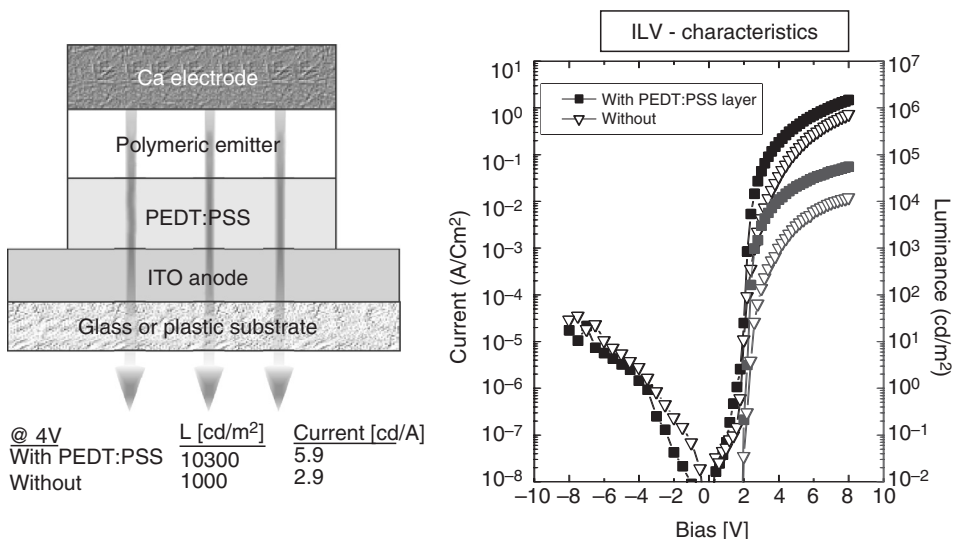 Ca electrode
Polymeric emitter
PEDT:PSS
ITO anode
Glass or plastic substrate
@ 4V L [cd/m²] Current [cd/A]
With PEDT:PSS 10300 5.9
Without 1000 2.9
ILV - characteristics
With PEDT:PSS layer
Without
Current (A/Cm²)
10¹
10⁰
10⁻¹
10⁻²
10⁻³
10⁻⁴
10⁻⁵
10⁻⁶
10⁻⁷
10⁻⁸
10⁷
10⁶
10⁵
10⁴
10³
10²
10¹
10⁰
10⁻¹
10⁻²
Luminance (cd/m²)
−10 −8 −6 −4 −2 0 2 4 6 8 10
Bias [V]